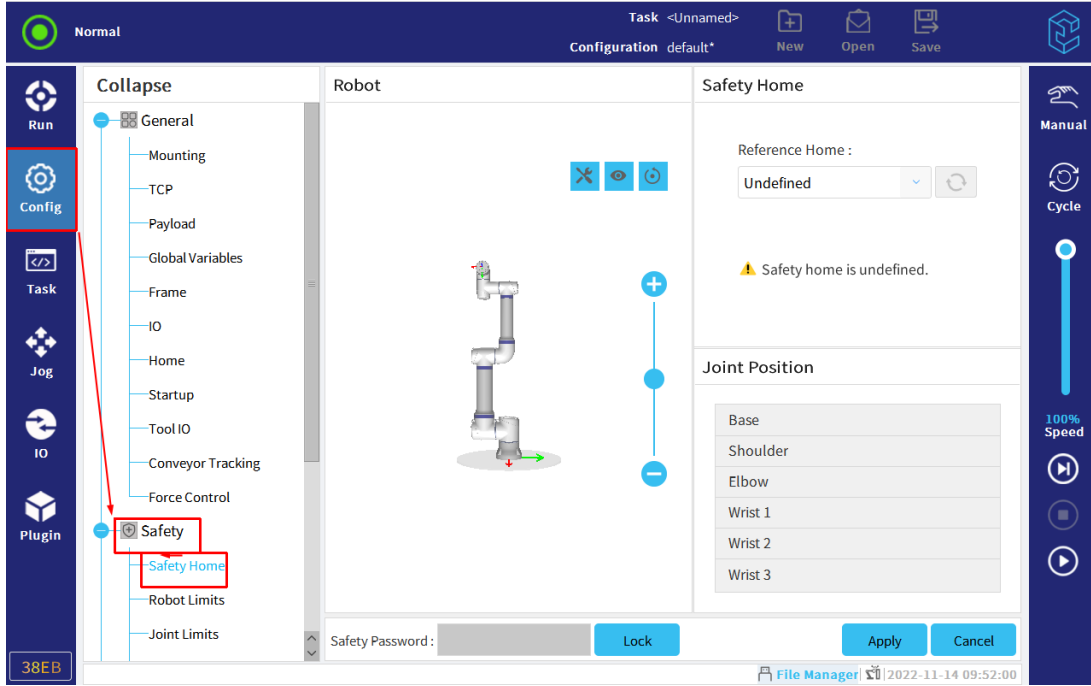 Normal
Task <Unnamed>
Configuration default*
New
Open
Save
Run
Config
Task
Jog
IO
Plugin
38EB
Collapse
General
Mounting
TCP
Payload
Global Variables
Frame
IO
Home
Startup
Tool IO
Conveyor Tracking
Force Control
Safety
Safety Home
Robot Limits
Joint Limits
Robot
Safety Home
Reference Home :
Undefined
Safety home is undefined.
Joint Position
Base
Shoulder
Elbow
Wrist 1
Wrist 2
Wrist 3
Safety Password :
Lock
Apply
Cancel
File Manager
2022-11-14 09:52:00
Manual
Cycle
100%
Speed